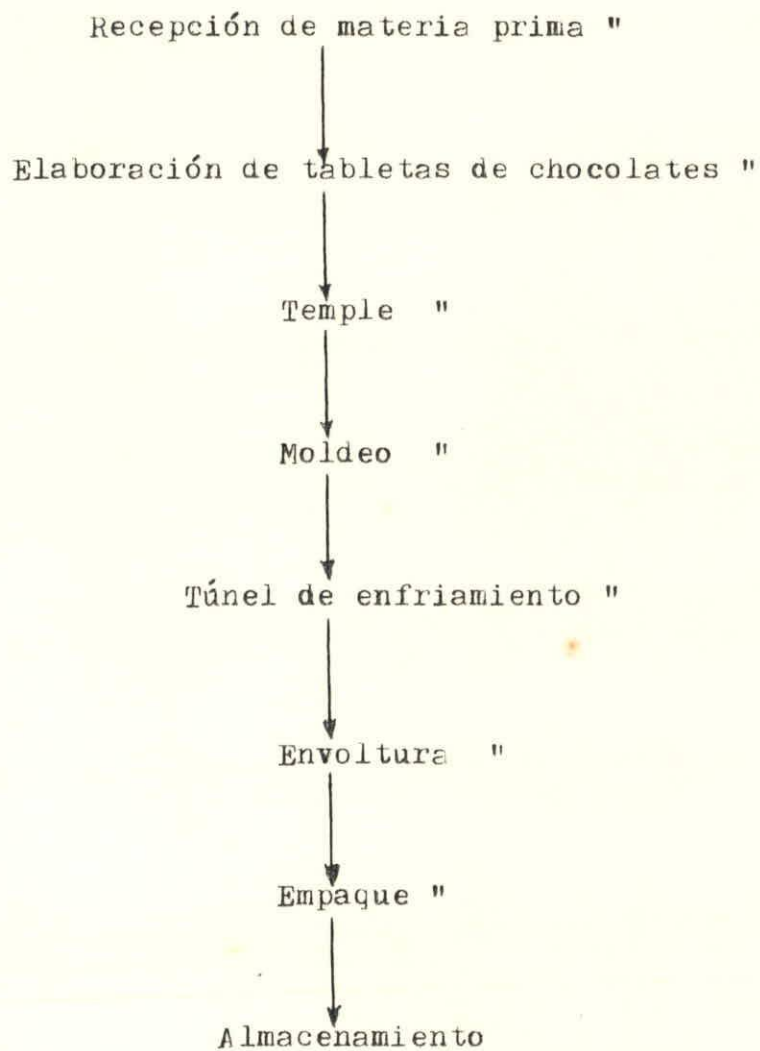 Recepción de materia prima "
Elaboración de tabletas de chocolates "
Temple "
Moldeo "
Túnel de enfriamiento "
Envoltura "
Empaque "
Almacenamiento